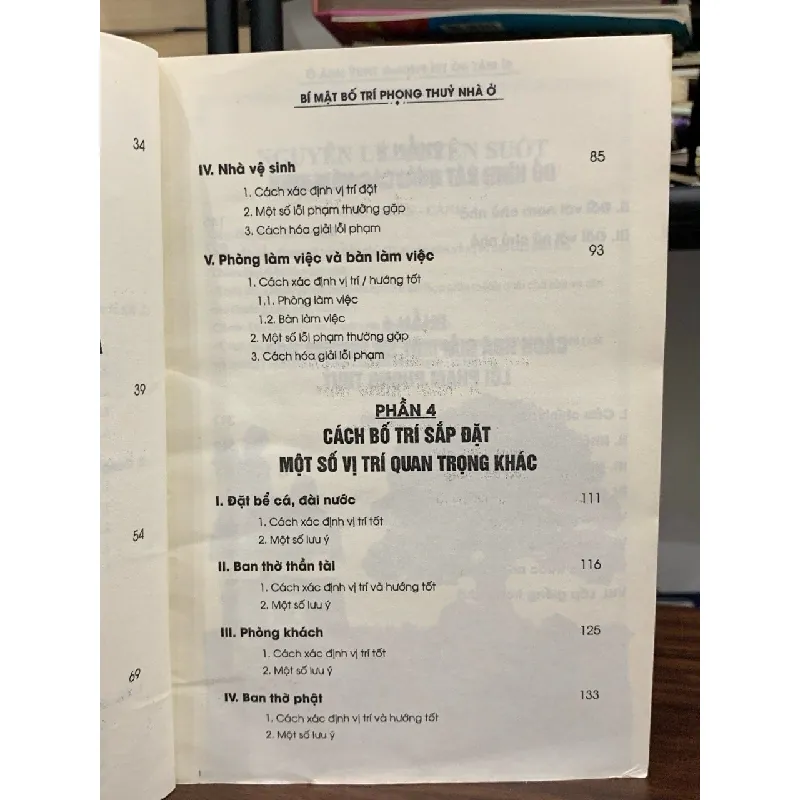 34
39
54
69
BÍ MẬT BỐ TRÍ PHONG THUỶ NHÀ Ở
IV. Nhà vệ sinh 85
1. Cách xác định vị trí đặt
2. Một số lỗi phạm thường gặp
3. Cách hóa giải lỗi phạm
V. Phòng làm việc và bàn làm việc 93
1. Cách xác định vị trí / hướng tốt
1.1. Phòng làm việc
1.2. Bàn làm việc
2. Một số lỗi phạm thường gặp
3. Cách hóa giải lỗi phạm
PHẦN 4
CÁCH BỐ TRÍ SẮP ĐẶT
MỘT SỐ VỊ TRÍ QUAN TRỌNG KHÁC
I. Đặt bể cá, đài nước 111
1. Cách xác định vị trí tốt
2. Một số lưu ý
II. Ban thờ thần tài 116
1. Cách xác định vị trí và hướng tốt
2. Một số lưu ý
III. Phòng khách 125
1. Cách xác định vị trí tốt
2. Một số lưu ý
IV. Ban thờ phật 133
1. Cách xác định vị trí và hướng tốt
2. Một số lưu ý